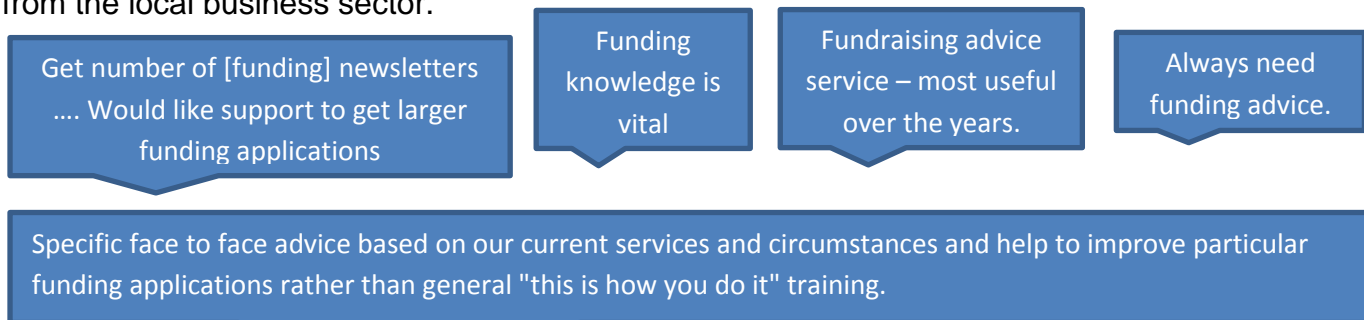 from the local business sector.
Get number of [funding] newsletters
.... Would like support to get larger
funding applications
Funding
knowledge is
vital
Fundraising advice
service – most useful
over the years.
Always need
funding advice.
Specific face to face advice based on our current services and circumstances and help to improve particular
funding applications rather than general "this is how you do it" training.